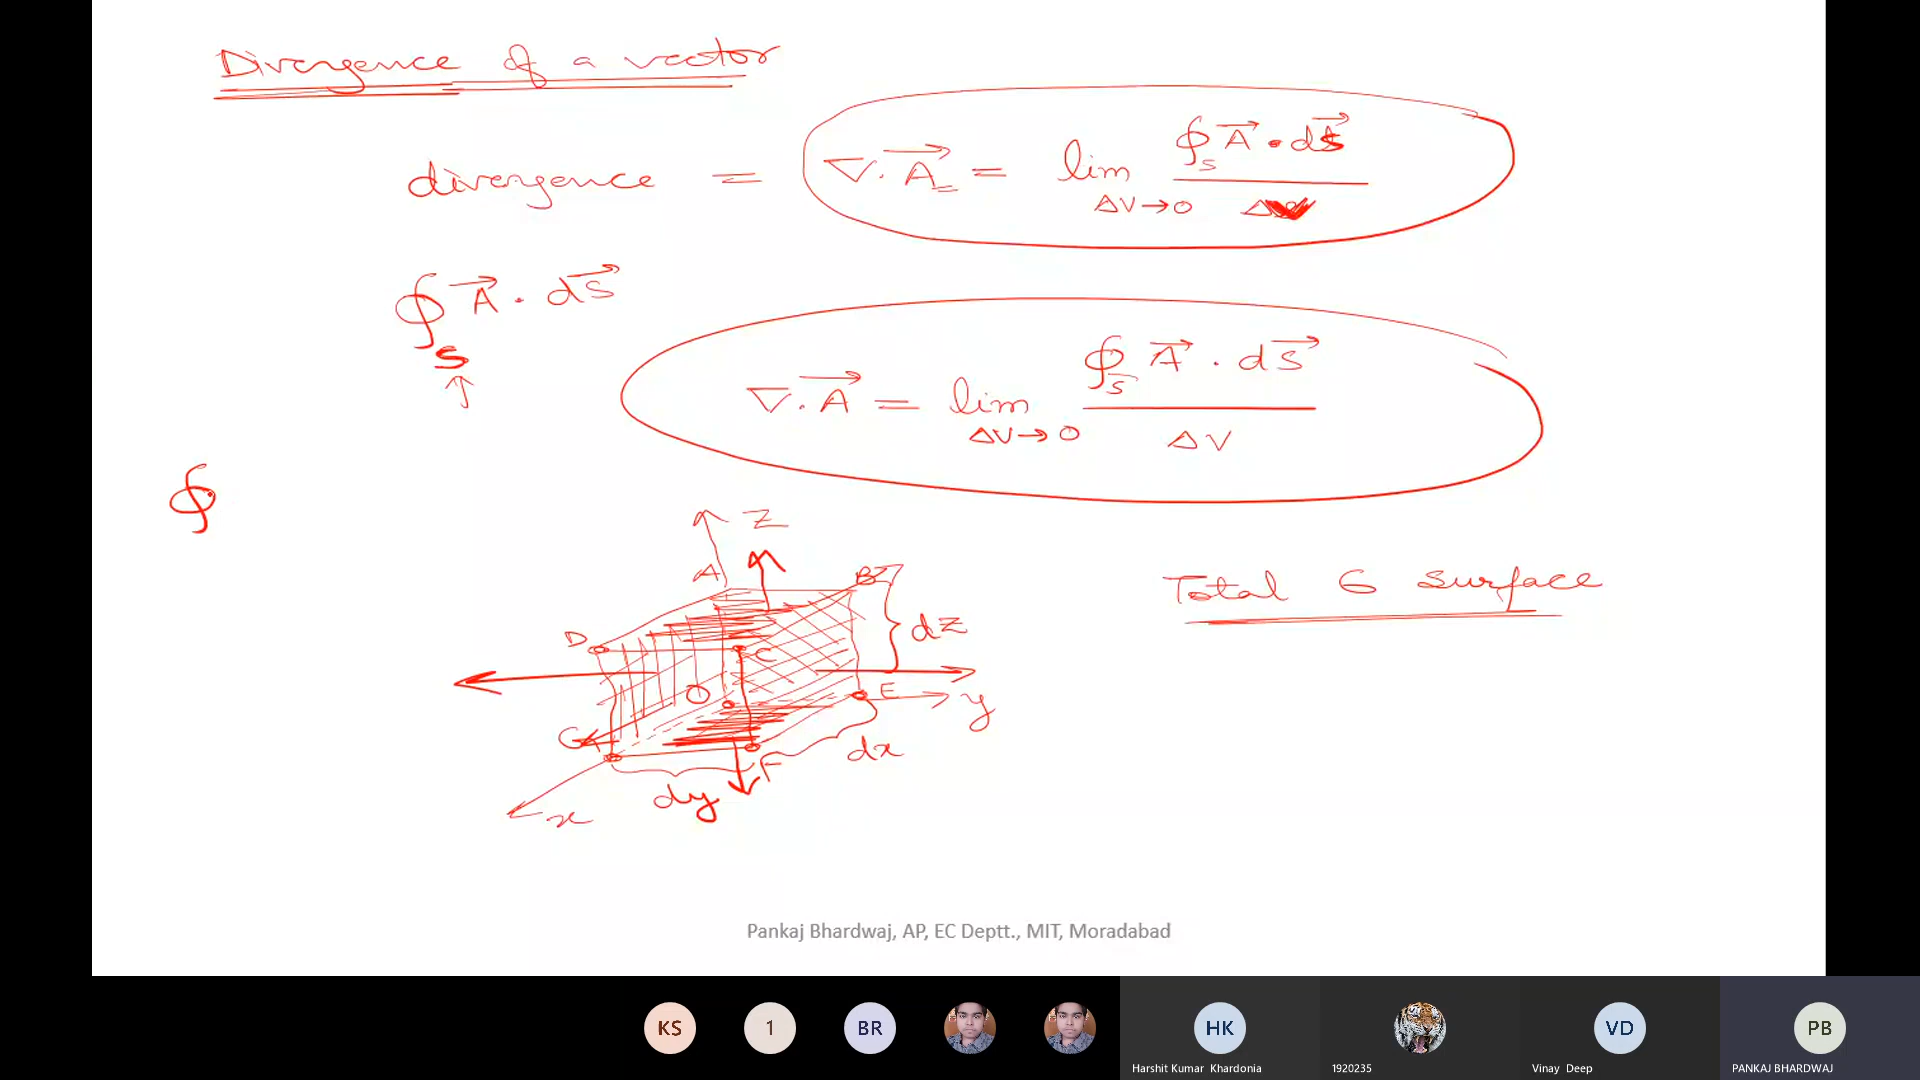 Divergence of a vector
divergence = ∇·A⃗ = lim ΔV→0 ∮s A⃗ · dS⃗ / ΔV
∮s A⃗ · dS⃗
∇·A⃗ = lim ΔV→0 ∮s A⃗ · dS⃗ / ΔV
∮
Z
A
B
Total 6 surface
D
C
dz
O
E
y
G
F
dx
dy
x
Pankaj Bhardwaj, AP, EC Deptt., MIT, Moradabad
KS 1 BR HK VD PB
Harshit Kumar Khardonia 1920235 Vinay Deep PANKAJ BHARDWAJ